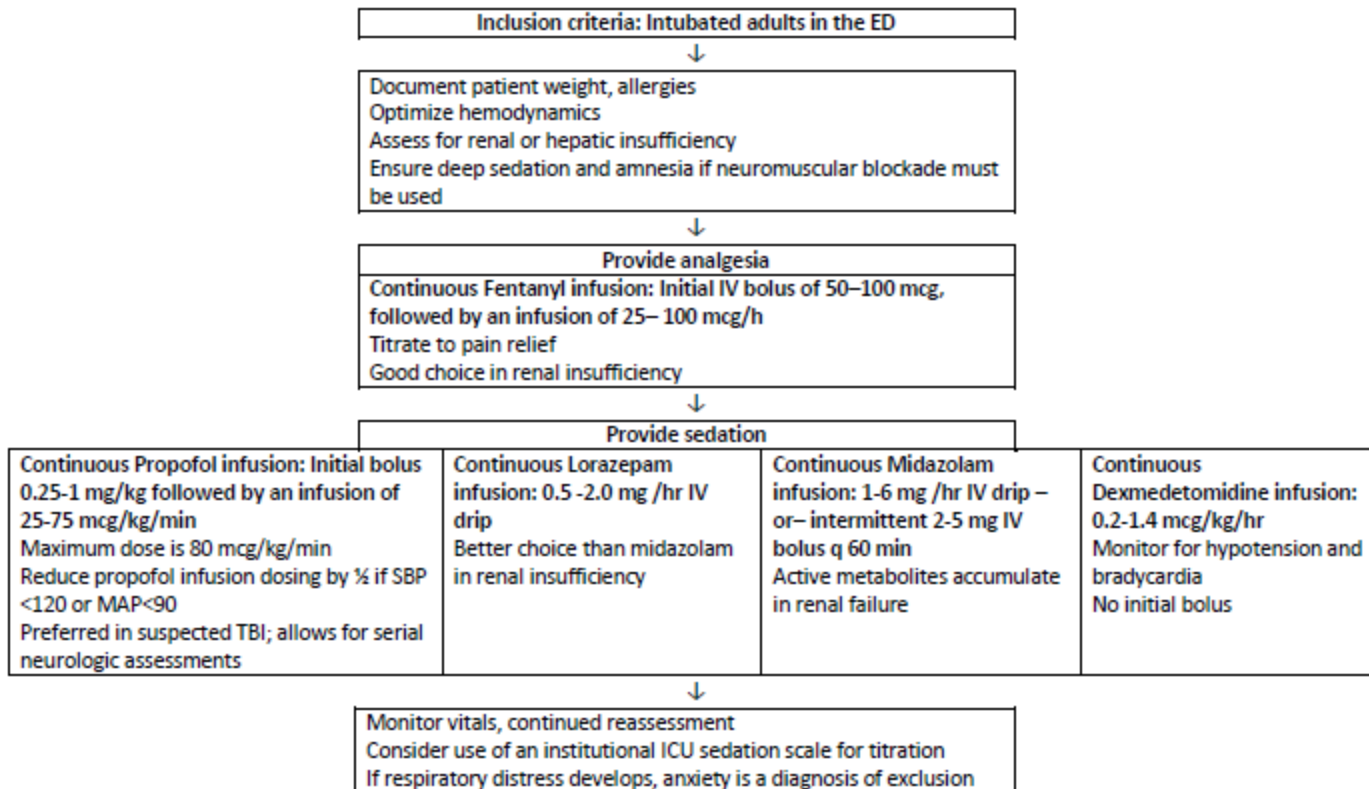 Inclusion criteria: Intubated adults in the ED
↓
Document patient weight, allergies
Optimize hemodynamics
Assess for renal or hepatic insufficiency
Ensure deep sedation and amnesia if neuromuscular blockade must
be used
↓
Provide analgesia
Continuous Fentanyl infusion: Initial IV bolus of 50–100 mcg,
followed by an infusion of 25– 100 mcg/h
Titrate to pain relief
Good choice in renal insufficiency
↓
Provide sedation
Continuous Propofol infusion: Initial bolus
0.25-1 mg/kg followed by an infusion of
25-75 mcg/kg/min
Maximum dose is 80 mcg/kg/min
Reduce propofol infusion dosing by ½ if SBP
<120 or MAP<90
Preferred in suspected TBI; allows for serial
neurologic assessments
Continuous Lorazepam
infusion: 0.5 -2.0 mg /hr IV
drip
Better choice than midazolam
in renal insufficiency
Continuous Midazolam
infusion: 1-6 mg /hr IV drip –
or– intermittent 2-5 mg IV
bolus q 60 min
Active metabolites accumulate
in renal failure
Continuous
Dexmedetomidine infusion:
0.2-1.4 mcg/kg/hr
Monitor for hypotension and
bradycardia
No initial bolus
↓
Monitor vitals, continued reassessment
Consider use of an institutional ICU sedation scale for titration
If respiratory distress develops, anxiety is a diagnosis of exclusion